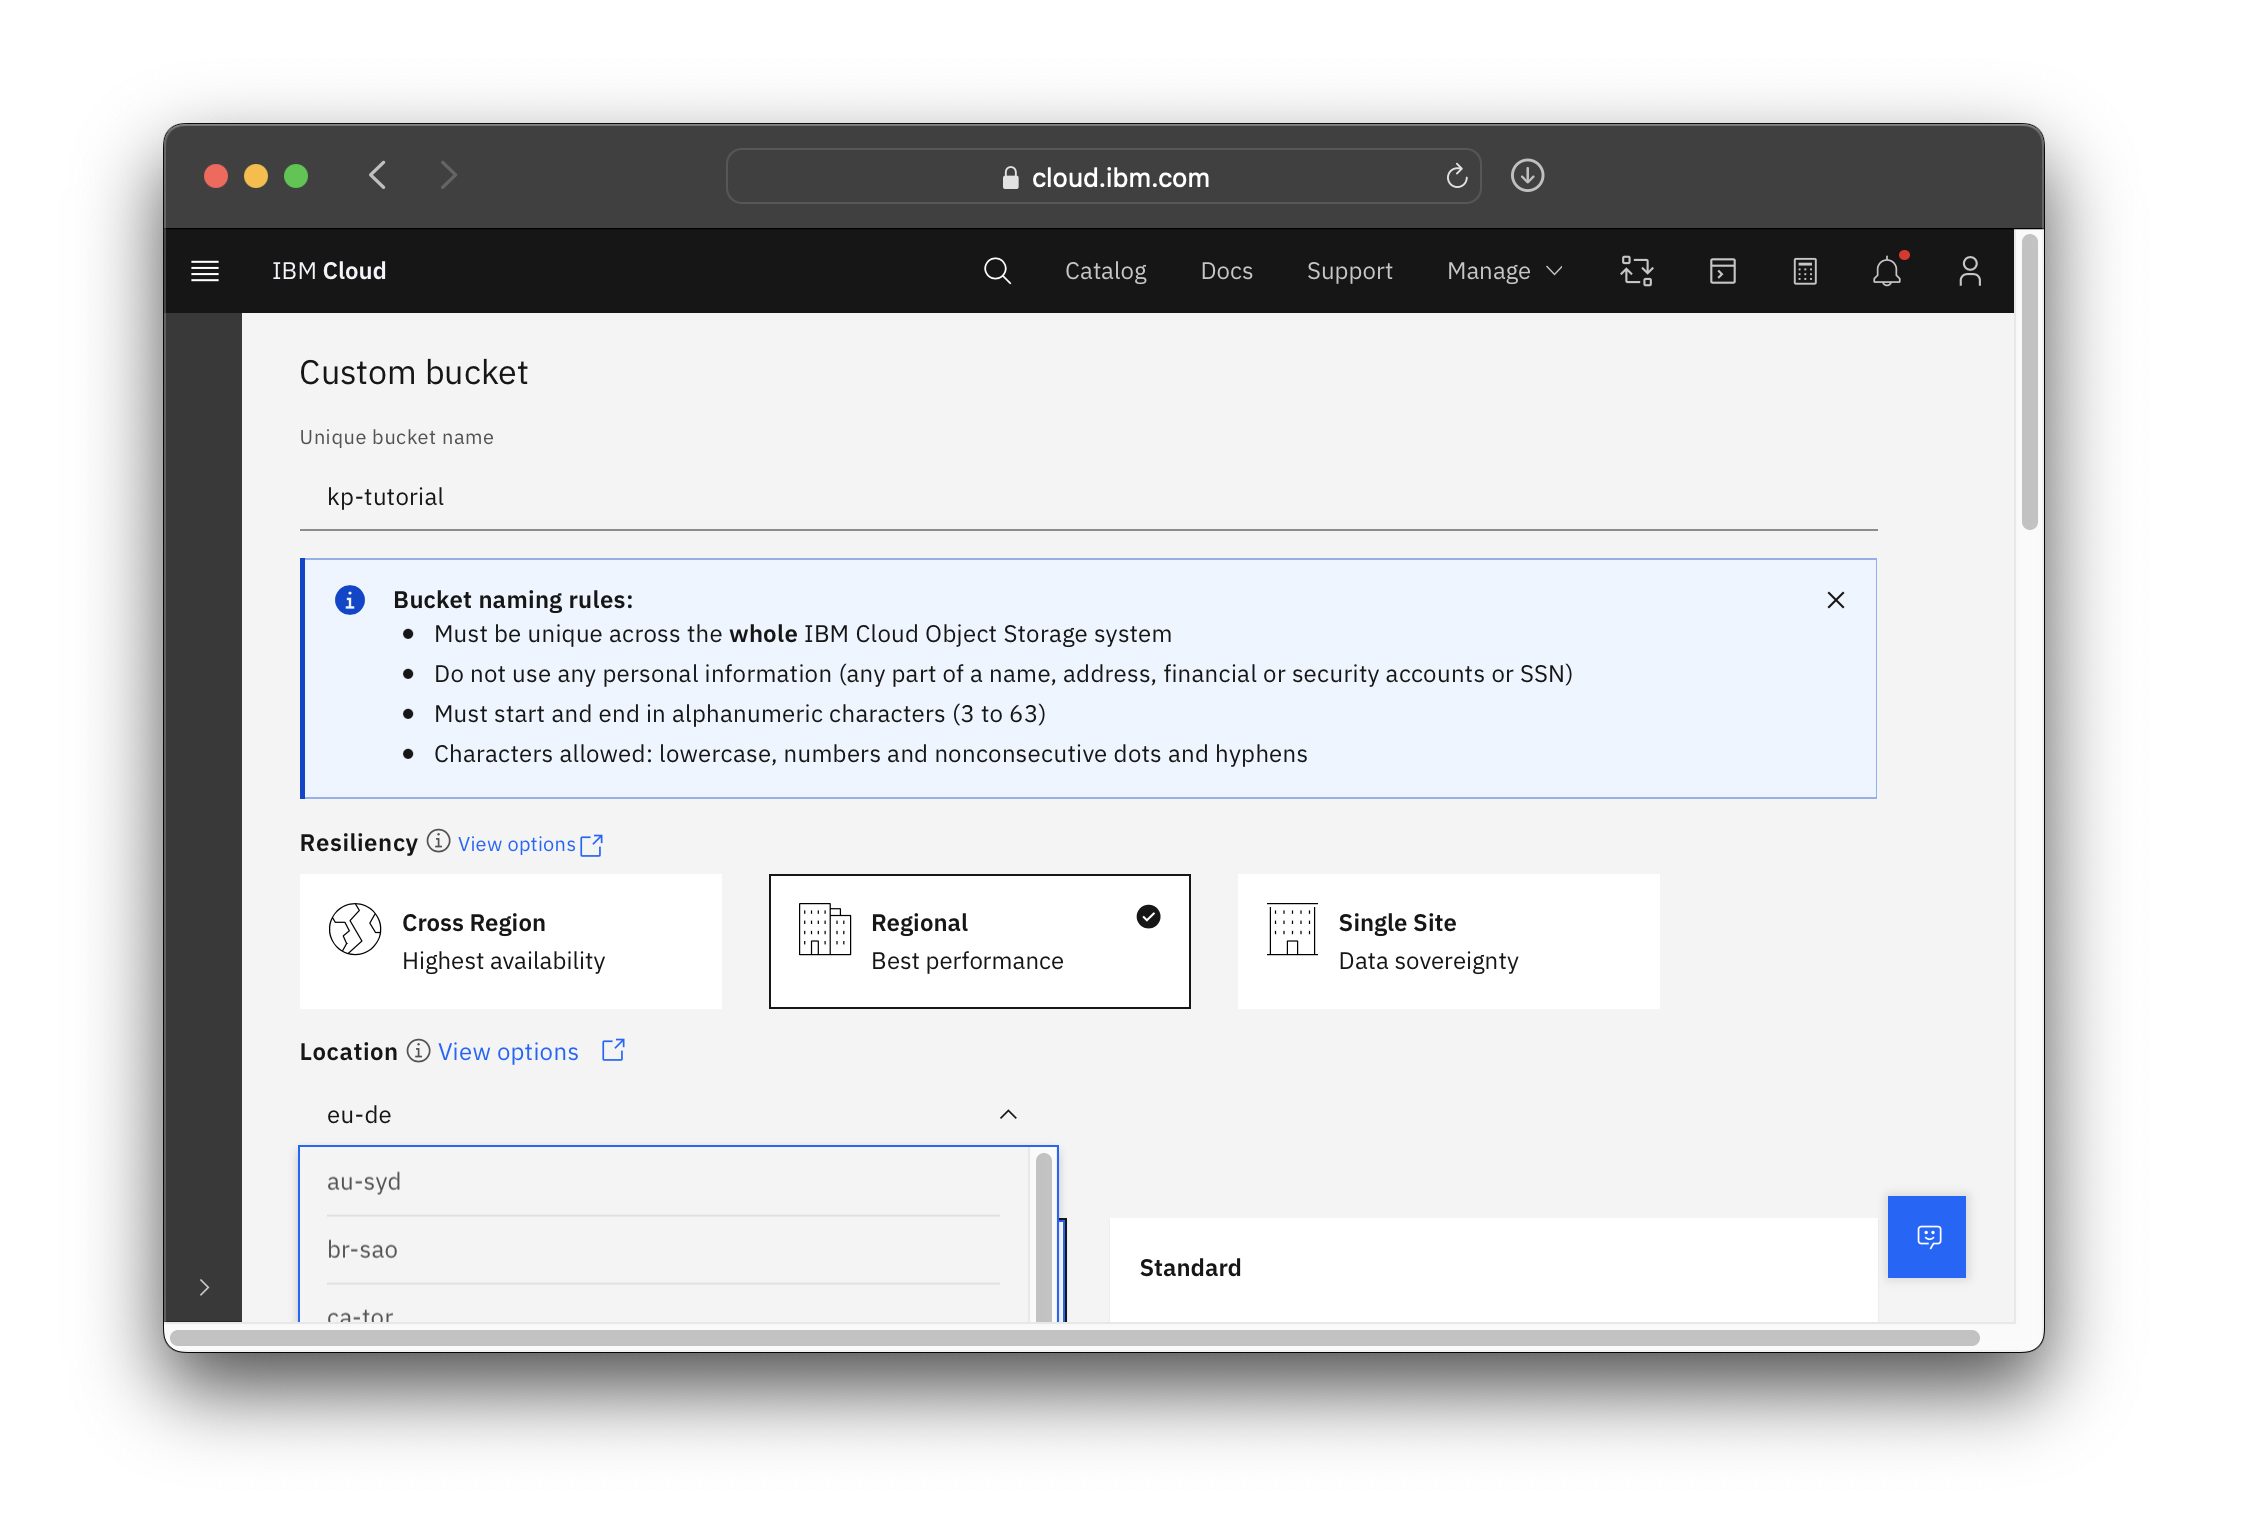 cloud.ibm.com
IBM Cloud
Catalog
Docs
Support
Manage
Custom bucket
Unique bucket name
kp-tutorial
Bucket naming rules:
Must be unique across the whole IBM Cloud Object Storage system
Do not use any personal information (any part of a name, address, financial or security accounts or SSN)
Must start and end in alphanumeric characters (3 to 63)
Characters allowed: lowercase, numbers and nonconsecutive dots and hyphens
Resiliency View options
Cross Region
Highest availability
Regional
Best performance
Single Site
Data sovereignty
Location View options
eu-de
au-syd
br-sao
ca-tor
Standard